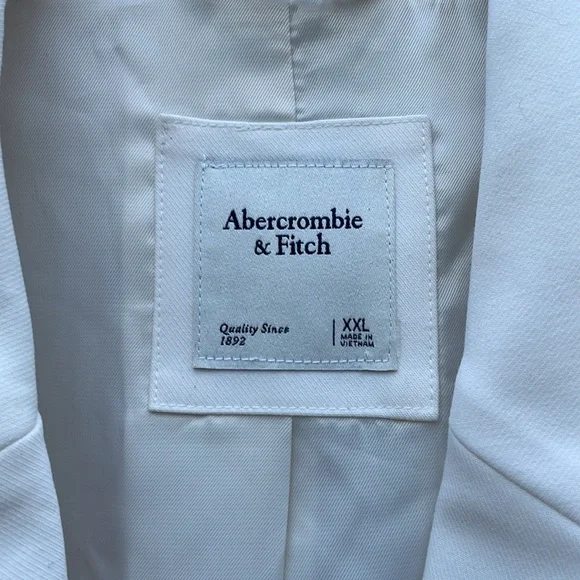 Abercrombie
& Fitch
Quality Since
1892
XXL
MADE IN
VIETNAM